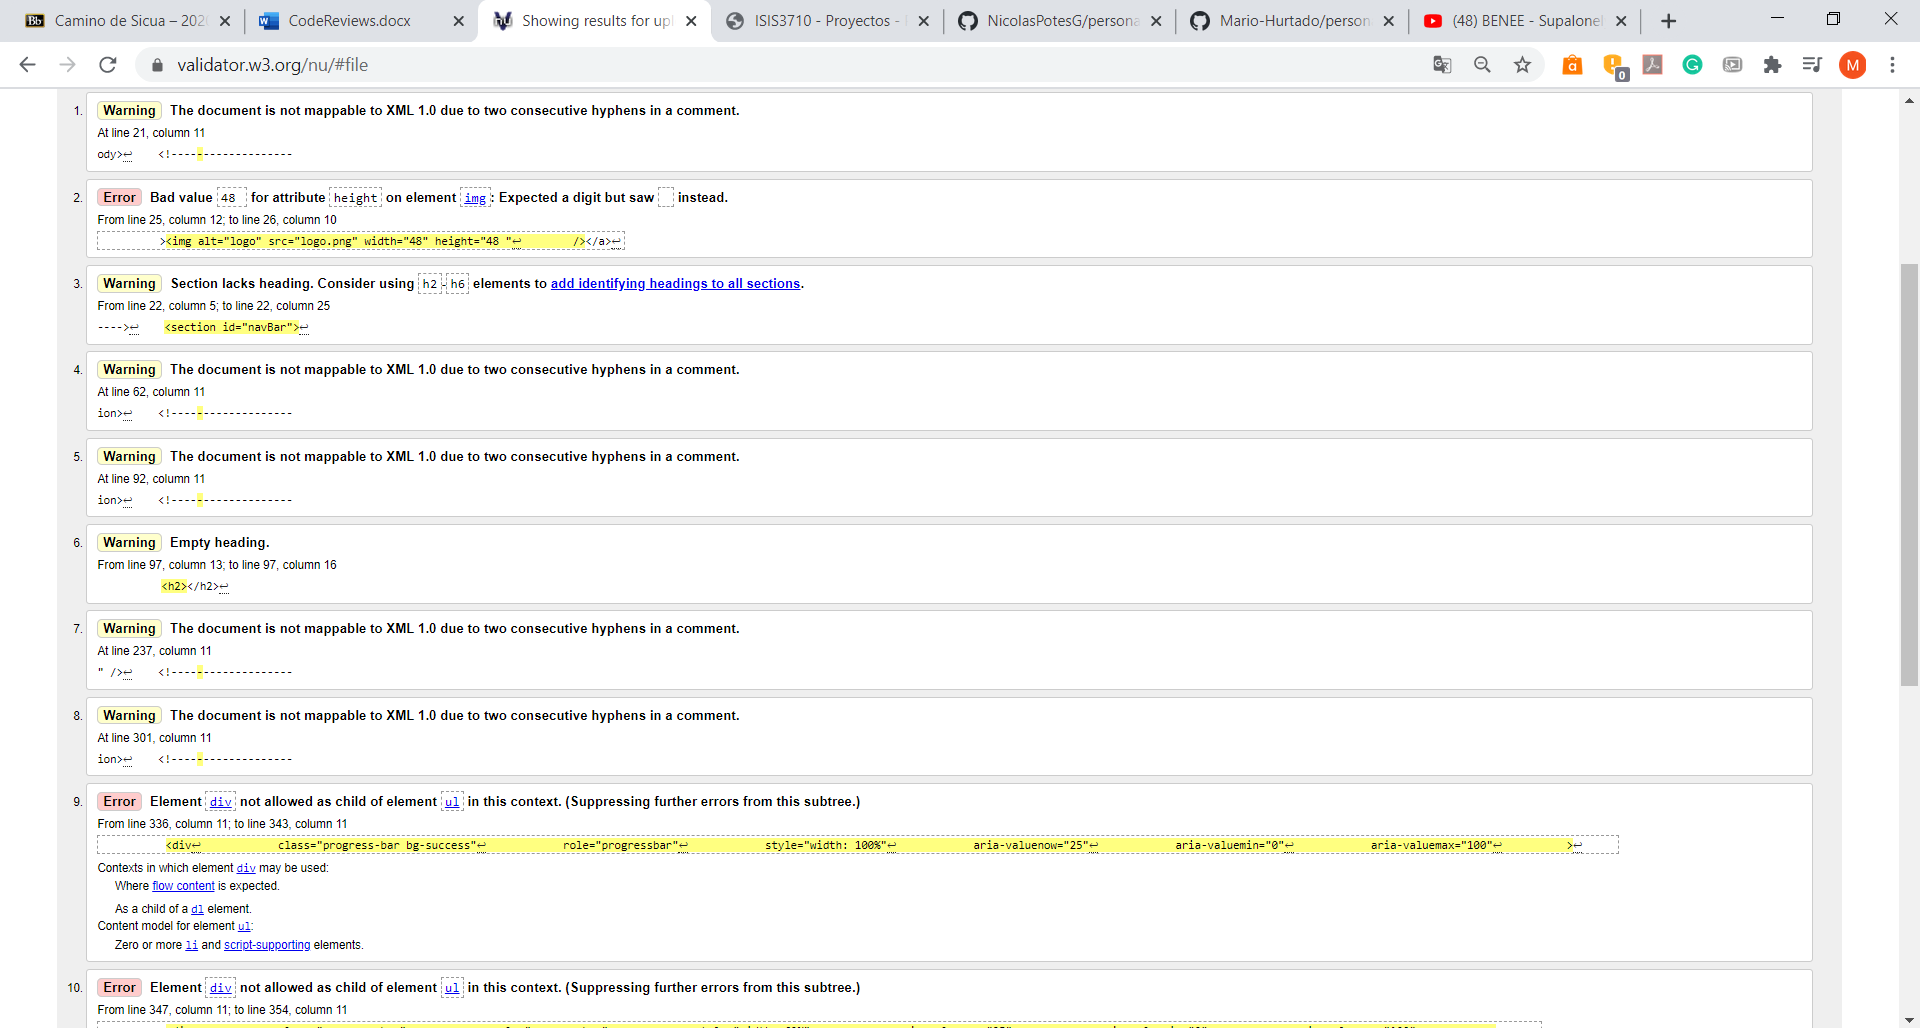 Camino de Sicua – 202
CodeReviews.docx
Showing results for upl
ISIS3710 - Proyectos -
NicolasPotesG/persona
Mario-Hurtado/person
(48) BENEE - Supalonel
validator.w3.org/nu/#file
0
M
1. Warning The document is not mappable to XML 1.0 due to two consecutive hyphens in a comment.
At line 21, column 11
ody>↩ <!-------------------
2. Error Bad value 48 for attribute height on element img: Expected a digit but saw instead.
From line 25, column 12; to line 26, column 10
><img alt="logo" src="logo.png" width="48" height="48 "↩ /></a>↩
3. Warning Section lacks heading. Consider using h2-h6 elements to add identifying headings to all sections.
From line 22, column 5; to line 22, column 25
---->↩ <section id="navBar">↩
4. Warning The document is not mappable to XML 1.0 due to two consecutive hyphens in a comment.
At line 62, column 11
ion>↩ <!-------------------
5. Warning The document is not mappable to XML 1.0 due to two consecutive hyphens in a comment.
At line 92, column 11
ion>↩ <!-------------------
6. Warning Empty heading.
From line 97, column 13; to line 97, column 16
<h2></h2>↩
7. Warning The document is not mappable to XML 1.0 due to two consecutive hyphens in a comment.
At line 237, column 11
" />↩ <!-------------------
8. Warning The document is not mappable to XML 1.0 due to two consecutive hyphens in a comment.
At line 301, column 11
ion>↩ <!-------------------
9. Error Element div not allowed as child of element ul in this context. (Suppressing further errors from this subtree.)
From line 336, column 11; to line 343, column 11
<div↩ class="progress-bar bg-success"↩ role="progressbar"↩ style="width: 100%"↩ aria-valuenow="25"↩ aria-valuemin="0"↩ aria-valuemax="100"↩ >↩
Contexts in which element div may be used:
Where flow content is expected.
As a child of a dl element.
Content model for element ul:
Zero or more li and script-supporting elements.
10. Error Element div not allowed as child of element ul in this context. (Suppressing further errors from this subtree.)
From line 347, column 11; to line 354, column 11